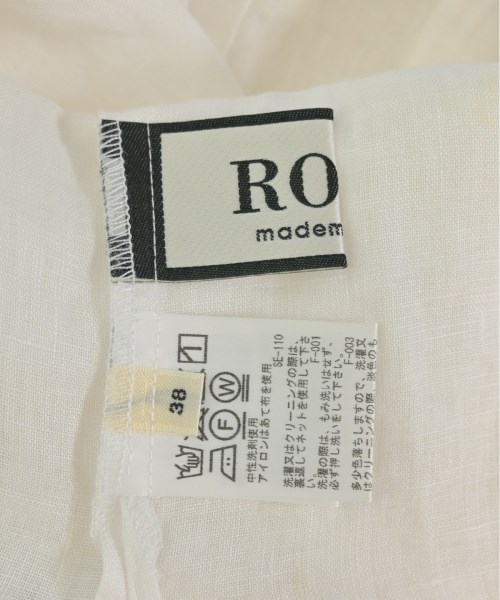 RO
madem
38
W
F
中性洗剤使用
アイロンはあて布を使用
SE-110
洗濯又はクリーニングの際は、
裏返してネットを使用して下さ
い。
F-001
洗濯の際は、もみ洗いはせず、
必ず押し洗いをして下さい。
F-003
多少色落ちしますので、洗濯又
はクリーニングの際、淡色のも